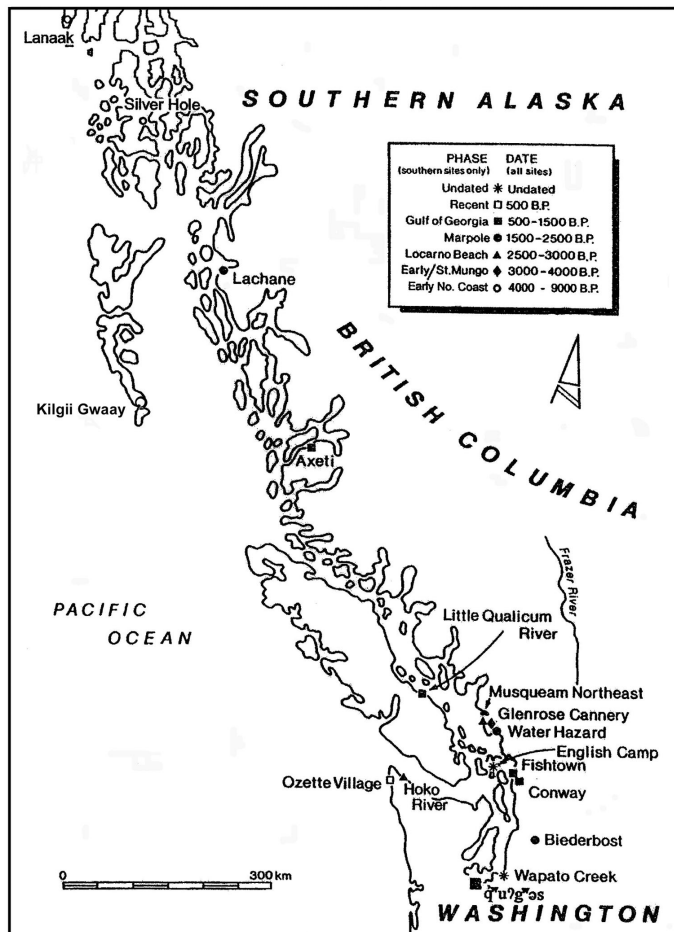 Lanaak
Silver Hole
SOUTHERN ALASKA
PHASE DATE
(southern sites only) (all sites)
Undated ✳ Undated
Recent □ 500 B.P.
Gulf of Georgia ■ 500-1500 B.P.
Marpole ● 1500-2500 B.P.
Locarno Beach ▲ 2500-3000 B.P.
Early/St.Mungo ♦ 3000-4000 B.P.
Early No. Coast ○ 4000 - 9000 B.P.
Lachane
BRITISH COLUMBIA
Kilgii Gwaay
Axeti
Frazer River
PACIFIC
OCEAN
Little Qualicum
River
Musqueam Northeast
Glenrose Cannery
Water Hazard
English Camp
Fishtown
Ozette Village
Hoko
River
Conway
Biederbost
0 300 km
Wapato Creek
qʷuʔgʷəs
WASHINGTON